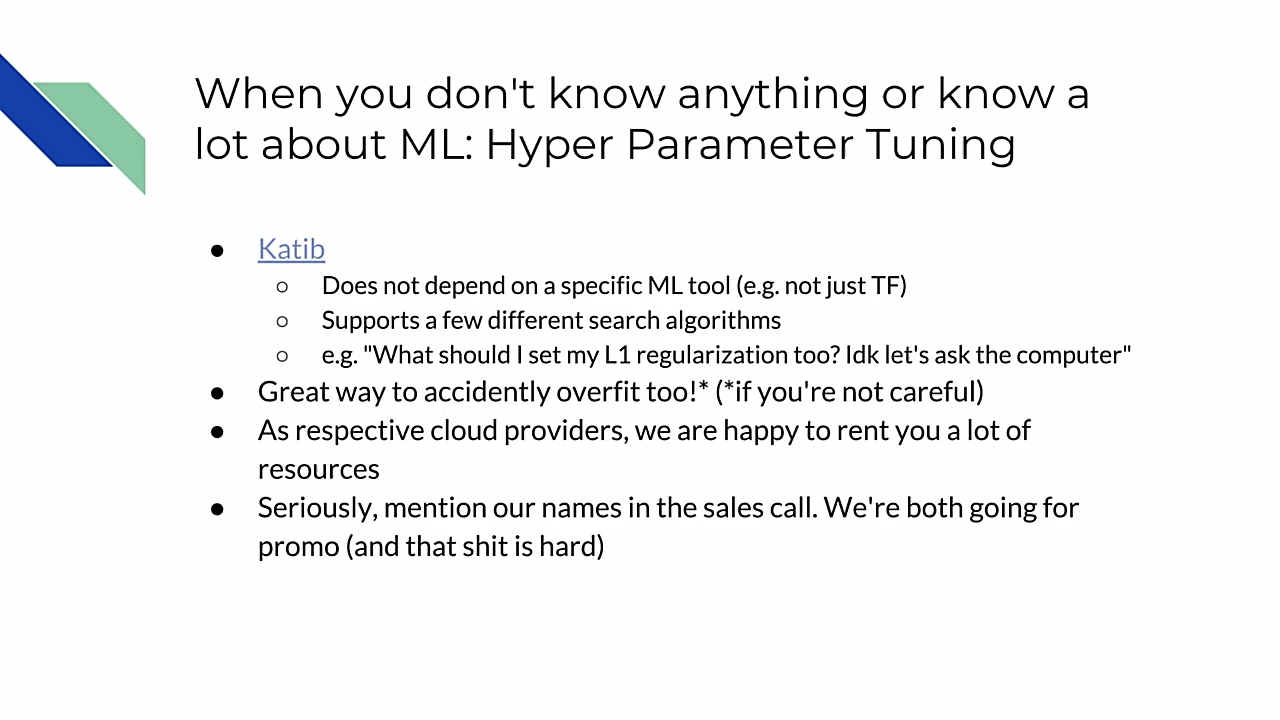 When you don't know anything or know a
lot about ML: Hyper Parameter Tuning
● Katib
○ Does not depend on a specific ML tool (e.g. not just TF)
○ Supports a few different search algorithms
○ e.g. "What should I set my L1 regularization too? Idk let's ask the computer"
● Great way to accidently overfit too!* (*if you're not careful)
● As respective cloud providers, we are happy to rent you a lot of
resources
● Seriously, mention our names in the sales call. We're both going for
promo (and that shit is hard)